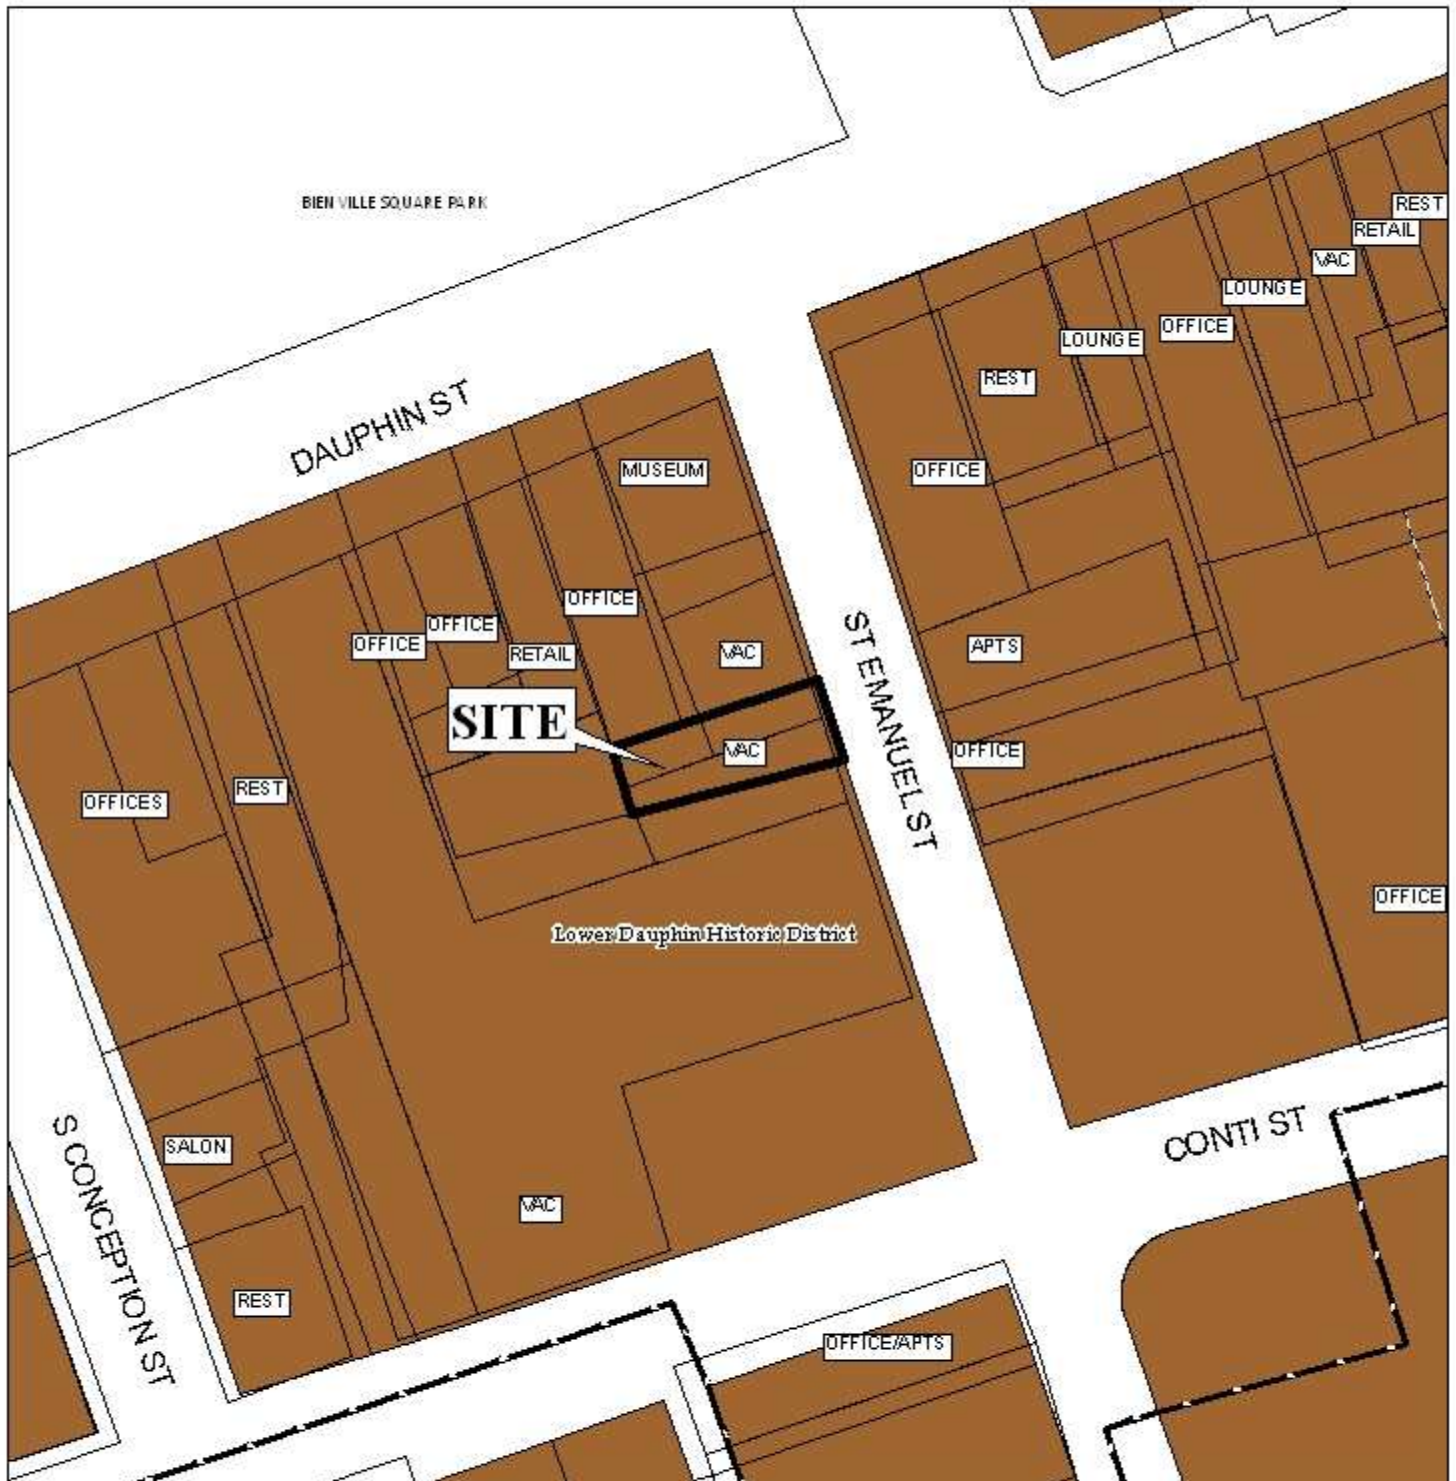 BIENVILLE SQUARE PARK
REST
RETAIL
VAC
LOUNGE
OFFICE
LOUNGE
REST
OFFICE
DAUPHIN ST
MUSEUM
OFFICE
OFFICE
OFFICE
RETAIL
VAC
ST EMANUEL ST
APTS
SITE
VAC
OFFICE
OFFICES
REST
OFFICE
Lower Dauphin Historic District
S CONCEPTION ST
SALON
CONTI ST
VAC
REST
OFFICE/APTS